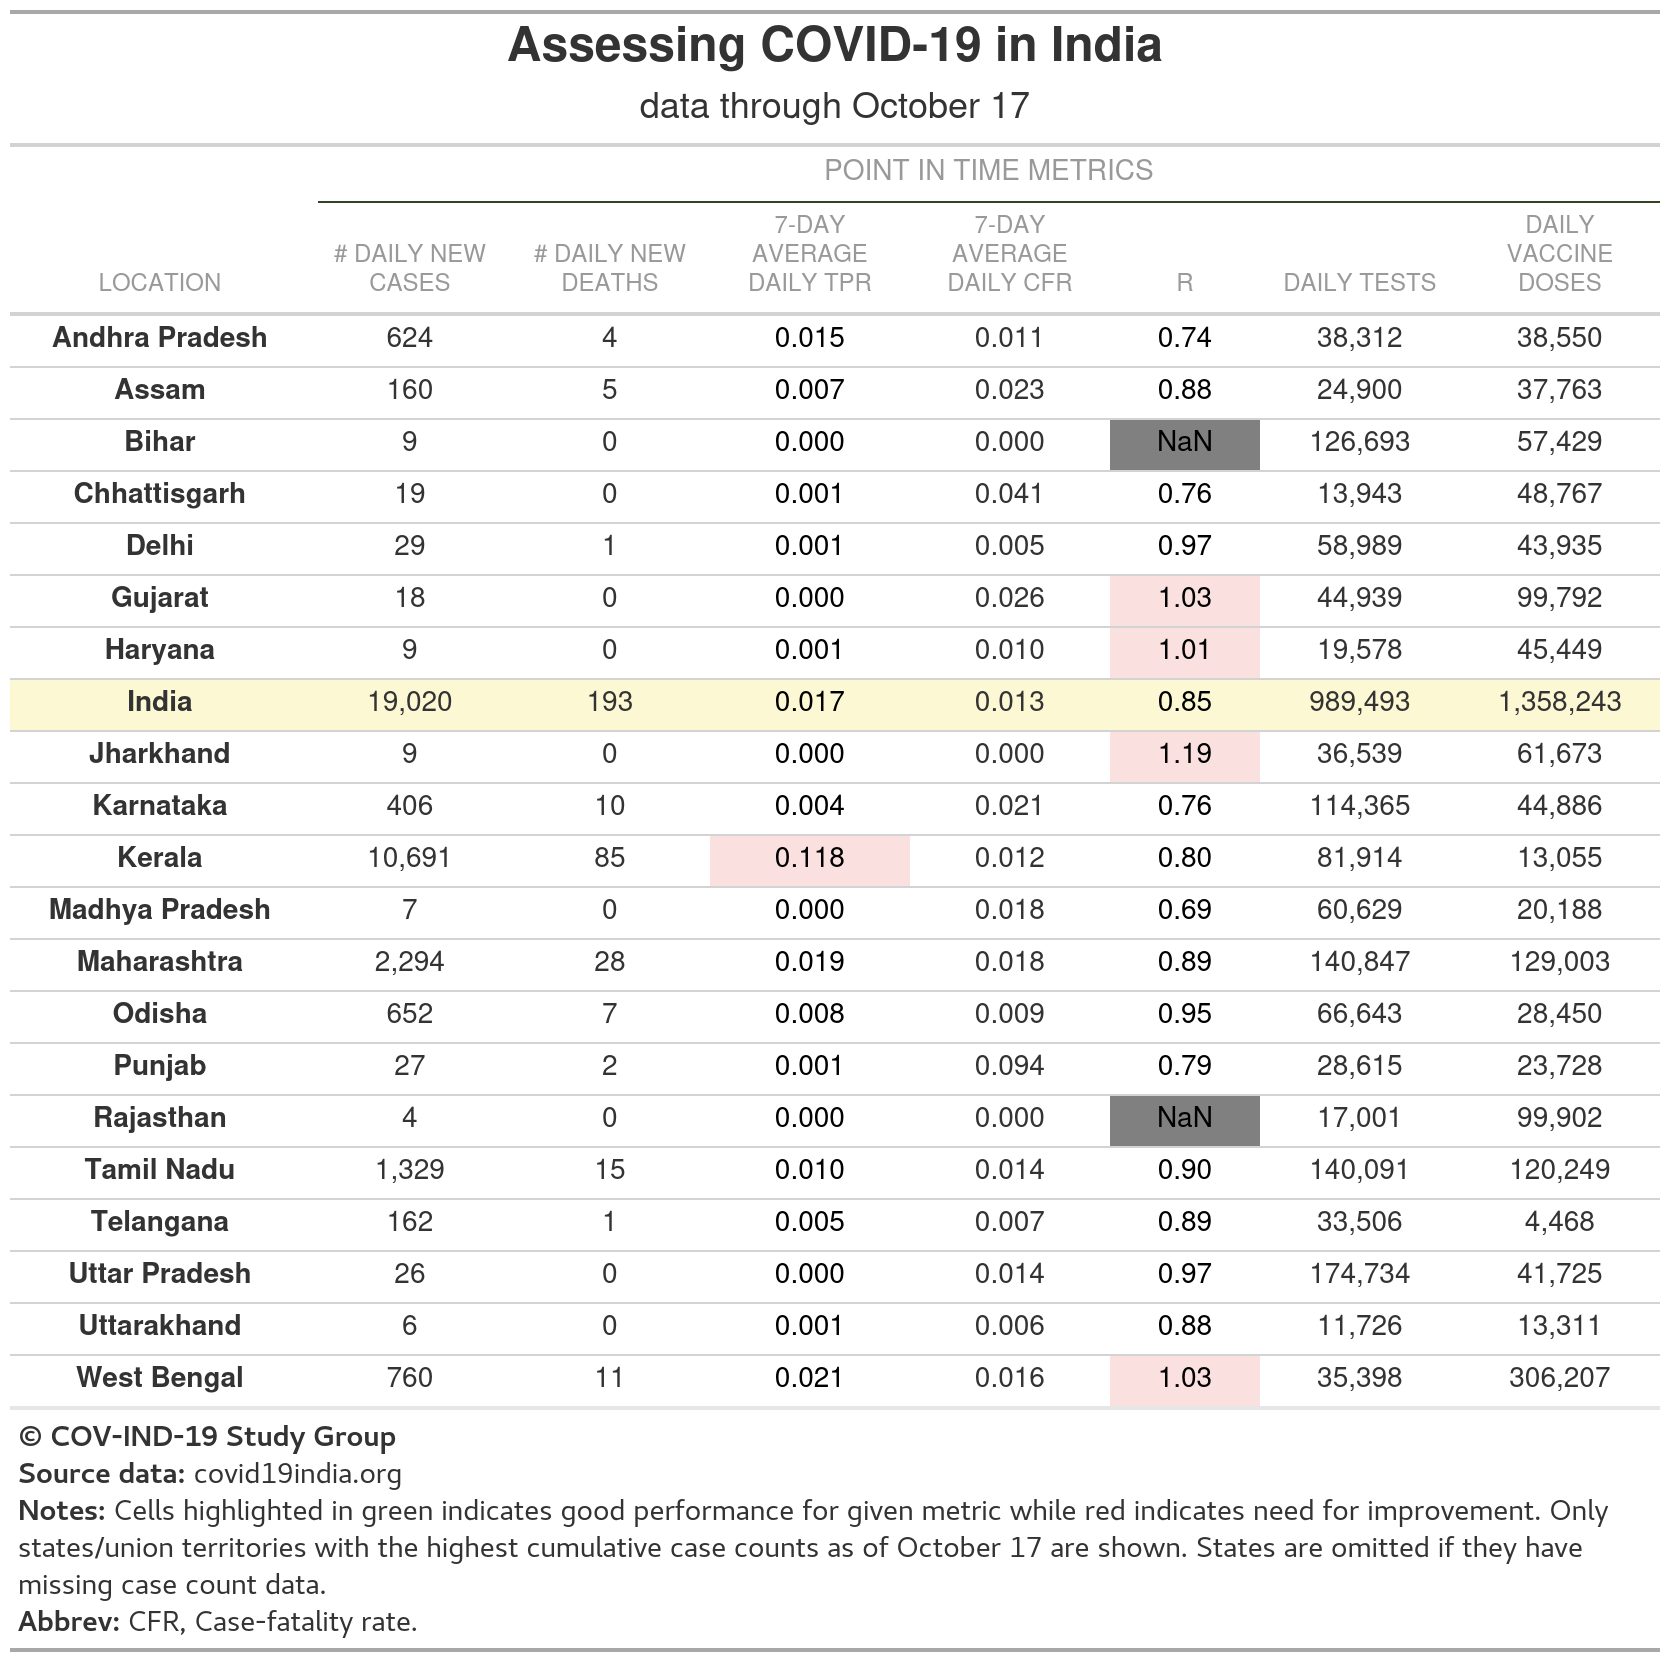 Assessing COVID-19 in India
data through October 17
POINT IN TIME METRICS
LOCATION # DAILY NEW CASES # DAILY NEW DEATHS 7-DAY AVERAGE DAILY TPR 7-DAY AVERAGE DAILY CFR R DAILY TESTS DAILY VACCINE DOSES
Andhra Pradesh 624 4 0.015 0.011 0.74 38,312 38,550
Assam 160 5 0.007 0.023 0.88 24,900 37,763
Bihar 9 0 0.000 0.000 NaN 126,693 57,429
Chhattisgarh 19 0 0.001 0.041 0.76 13,943 48,767
Delhi 29 1 0.001 0.005 0.97 58,989 43,935
Gujarat 18 0 0.000 0.026 1.03 44,939 99,792
Haryana 9 0 0.001 0.010 1.01 19,578 45,449
India 19,020 193 0.017 0.013 0.85 989,493 1,358,243
Jharkhand 9 0 0.000 0.000 1.19 36,539 61,673
Karnataka 406 10 0.004 0.021 0.76 114,365 44,886
Kerala 10,691 85 0.118 0.012 0.80 81,914 13,055
Madhya Pradesh 7 0 0.000 0.018 0.69 60,629 20,188
Maharashtra 2,294 28 0.019 0.018 0.89 140,847 129,003
Odisha 652 7 0.008 0.009 0.95 66,643 28,450
Punjab 27 2 0.001 0.094 0.79 28,615 23,728
Rajasthan 4 0 0.000 0.000 NaN 17,001 99,902
Tamil Nadu 1,329 15 0.010 0.014 0.90 140,091 120,249
Telangana 162 1 0.005 0.007 0.89 33,506 4,468
Uttar Pradesh 26 0 0.000 0.014 0.97 174,734 41,725
Uttarakhand 6 0 0.001 0.006 0.88 11,726 13,311
West Bengal 760 11 0.021 0.016 1.03 35,398 306,207
© COV-IND-19 Study Group
Source data: covid19india.org
Notes: Cells highlighted in green indicates good performance for given metric while red indicates need for improvement. Only
states/union territories with the highest cumulative case counts as of October 17 are shown. States are omitted if they have
missing case count data.
Abbrev: CFR, Case-fatality rate.